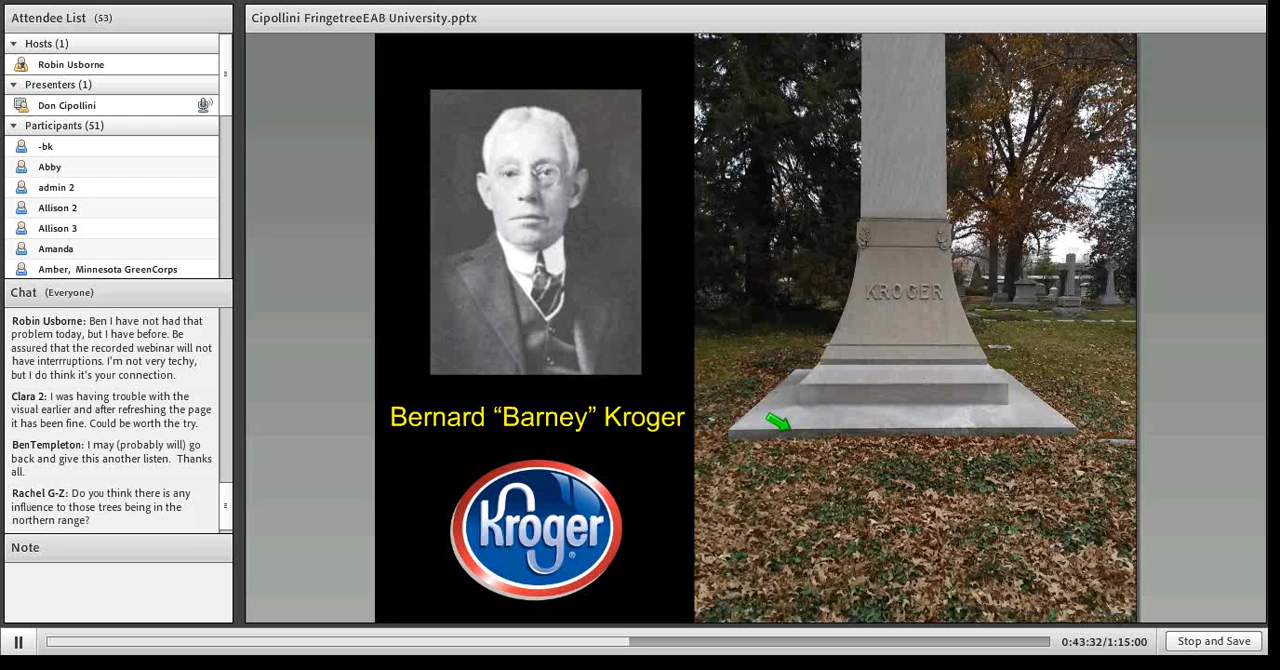 Attendee List (53)
Hosts (1)
Robin Usborne
Presenters (1)
Don Cipollini
Participants (51)
-bk
Abby
admin 2
Allison 2
Allison 3
Amanda
Amber, Minnesota GreenCorps
Chat (Everyone)
Robin Usborne: Ben I have not had that
problem today, but I have before. Be
assured that the recorded webinar will not
have interrruptions. I'm not very techy,
but I do think it's your connection.
Clara 2: I was having trouble with the
visual earlier and after refreshing the page
it has been fine. Could be worth the try.
BenTempleton: I may (probably will) go
back and give this another listen. Thanks
all.
Rachel G-Z: Do you think there is any
influence to those trees being in the
northern range?
Note
Cipollini FringetreeEAB University.pptx
Bernard “Barney” Kroger
Kroger
®
KROGER
0:43:32/1:15:00
Stop and Save